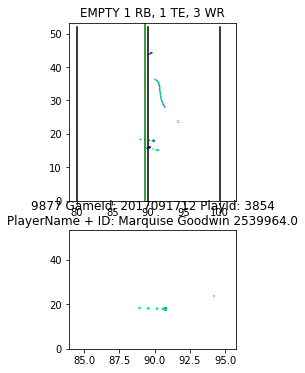 EMPTY 1 RB, 1 TE, 3 WR
50
40
30
20
10
0
80 85 90 95 100
9877 GameId: 2017091712 PlayId: 3854
PlayerName + ID: Marquise Goodwin 2539964.0
40
20
0
85.0 87.5 90.0 92.5 95.0